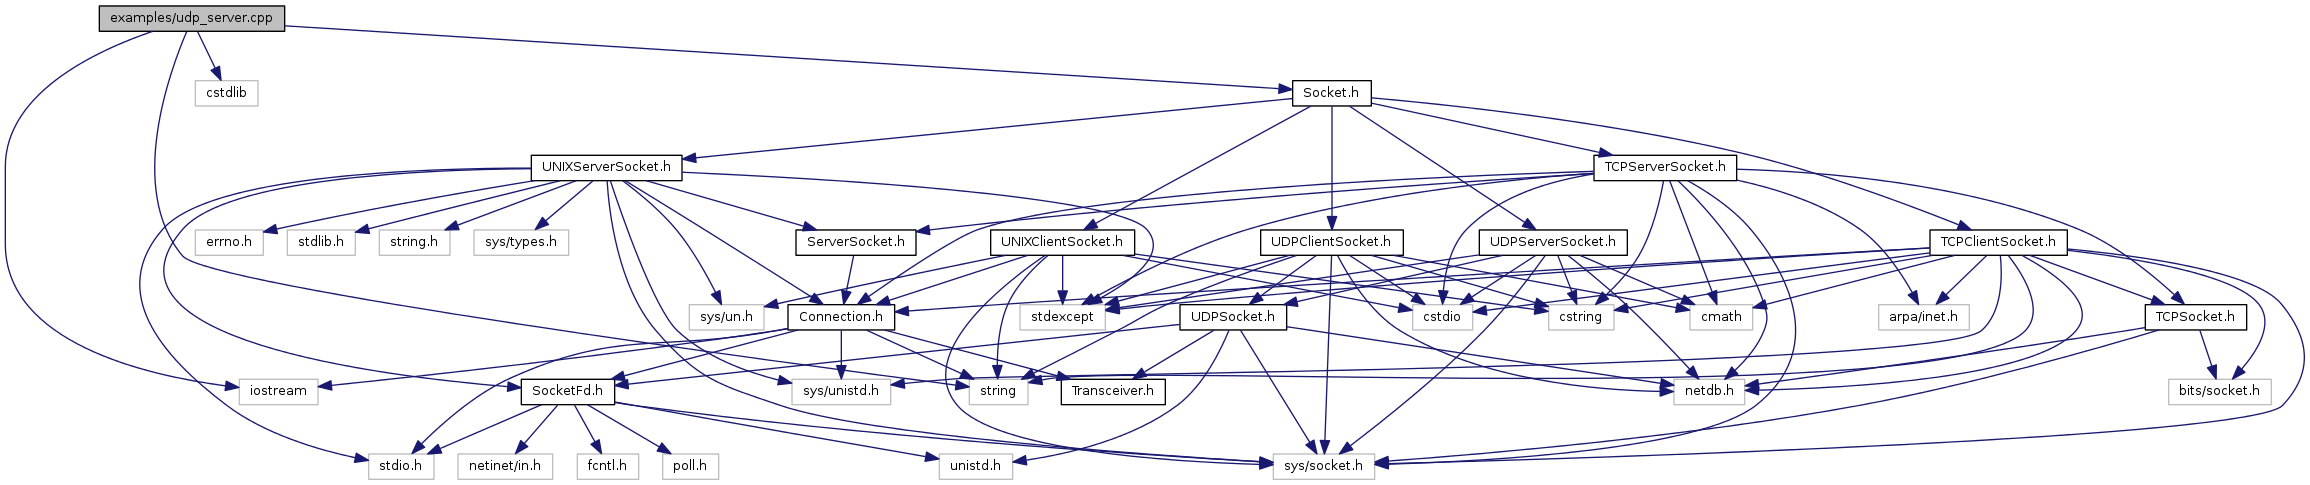 examples/udp_server.cpp
cstdlib
Socket.h
UNIXServerSocket.h
TCPServerSocket.h
errno.h
stdlib.h
string.h
sys/types.h
ServerSocket.h
UNIXClientSocket.h
UDPClientSocket.h
UDPServerSocket.h
TCPClientSocket.h
sys/un.h
Connection.h
stdexcept
UDPSocket.h
cstdio
cstring
cmath
arpa/inet.h
TCPSocket.h
iostream
SocketFd.h
sys/unistd.h
string
Transceiver.h
netdb.h
bits/socket.h
stdio.h
netinet/in.h
fcntl.h
poll.h
unistd.h
sys/socket.h